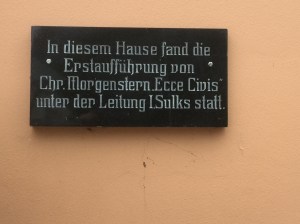 In diesem Hause fand die
Erstaufführung von
Chr. Morgenstern „Ecce Civis"
unter der Leitung I.Sulks statt.